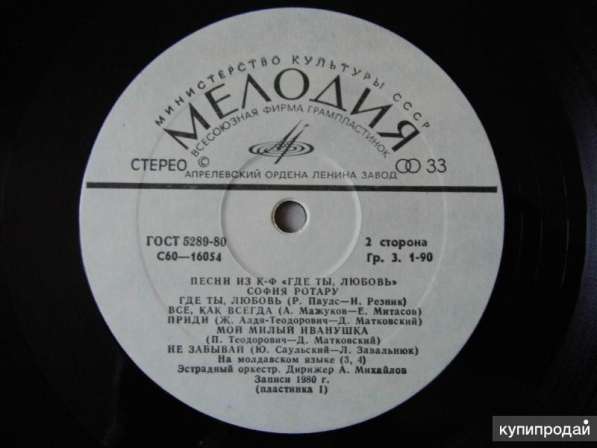 МИНИСТЕРСТВО КУЛЬТУРЫ СССР
МЕЛОДИЯ
ВСЕСОЮЗНАЯ ФИРМА ГРАМПЛАСТИНОК
СТЕРЕО ©
33
АПРЕЛЕВСКИЙ ОРДЕНА ЛЕНИНА ЗАВОД
ГОСТ 5289-80
2 сторона
С60—16054
Гр. 3. 1-90
ПЕСНИ ИЗ К-Ф «ГДЕ ТЫ, ЛЮБОВЬ»
СОФИЯ РОТАРУ
ГДЕ ТЫ, ЛЮБОВЬ (Р. Паулс—И. Резник)
ВСЕ, КАК ВСЕГДА (А. Мажуков—Е. Митасов)
ПРИДИ (Ж. Алдя-Теодорович—Д. Матковский)
МОЙ МИЛЫЙ ИВАНУШКА
(П. Теодорович—Д. Матковский)
НЕ ЗАБЫВАЙ (Ю. Саульский—Л. Завальнюк)
На молдавском языке (3, 4)
Эстрадный оркестр. Дирижер А. Михайлов
Записи 1980 г.
(пластинка 1)
купипродай